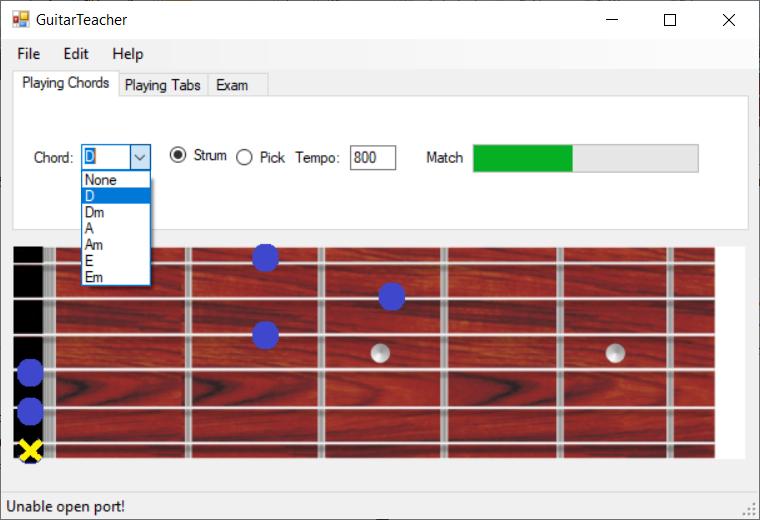 GuitarTeacher
File Edit Help
Playing Chords Playing Tabs Exam
Chord: D Strum Pick Tempo: 800 Match
None
D
Dm
A
Am
E
Em
Unable open port!